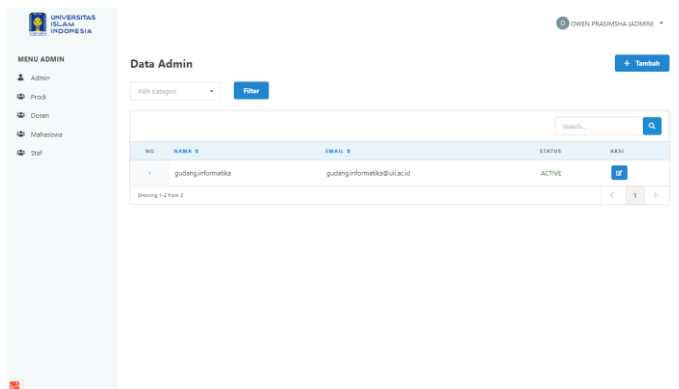 UNIVERSITAS
ISLAM
INDONESIA
O OWEN PRASIMSHA (ADMIN)
MENU ADMIN
Admin
Prodi
Dosen
Mahasiswa
Staf
Data Admin
+ Tambah
Pilih Kategori
Filter
Search...
NO NAMA EMAIL STATUS AKSI
gudang.informatika gudang.informatika@uii.ac.id ACTIVE
Showing 1-2 from 2
< 1 >